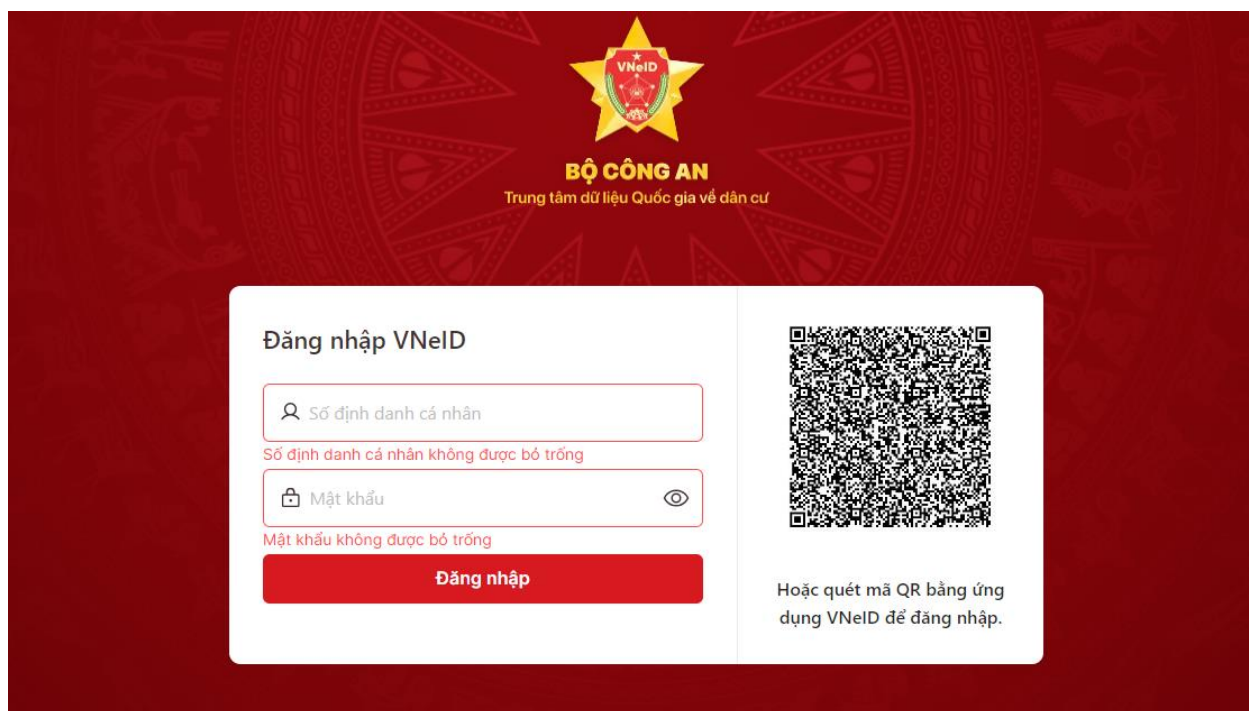 VNeID
BỘ CÔNG AN
Trung tâm dữ liệu Quốc gia về dân cư
Đăng nhập VNeID
Số định danh cá nhân
Số định danh cá nhân không được bỏ trống
Mật khẩu
Mật khẩu không được bỏ trống
Đăng nhập
Hoặc quét mã QR bằng ứng
dụng VNeID để đăng nhập.